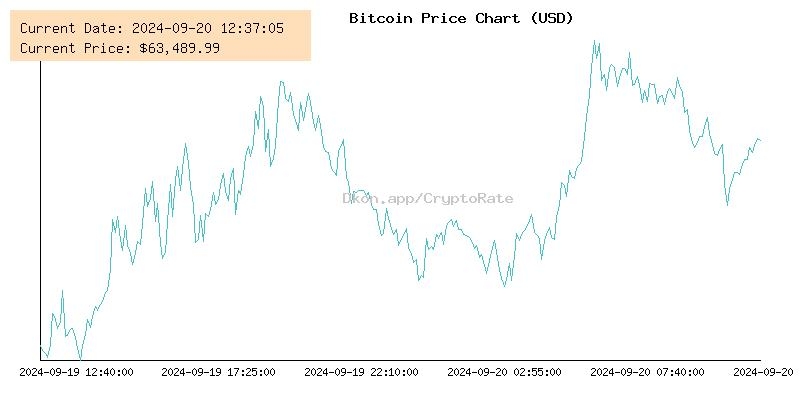 Bitcoin Price Chart (USD)
Current Date: 2024-09-20 12:37:05
Current Price: $63,489.99
Dkon.app/CryptoRate
2024-09-19 12:40:00 2024-09-19 17:25:00 2024-09-19 22:10:00 2024-09-20 02:55:00 2024-09-20 07:40:00 2024-09-20